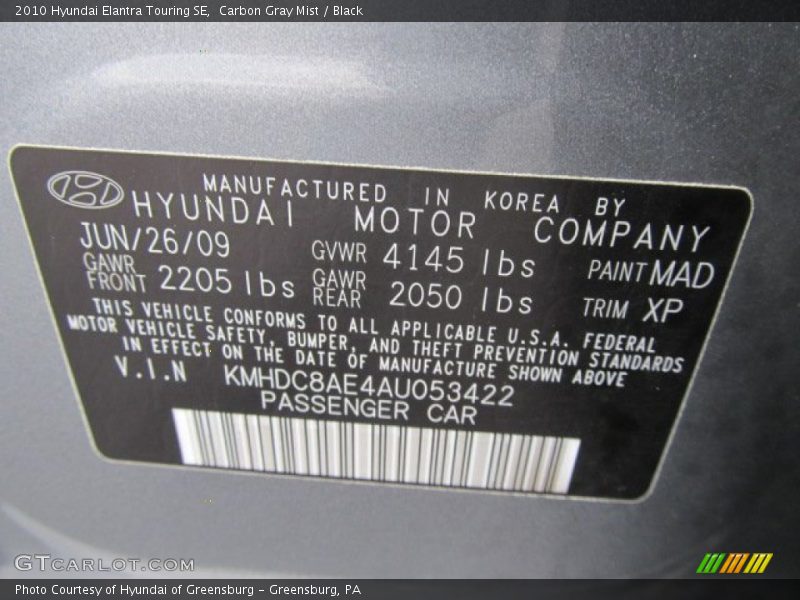 2010 Hyundai Elantra Touring SE, Carbon Gray Mist / Black
MANUFACTURED IN KOREA BY
HYUNDAI MOTOR COMPANY
JUN/26/09 GVWR 4145 lbs PAINT MAD
GAWR FRONT 2205 lbs GAWR REAR 2050 lbs TRIM XP
THIS VEHICLE CONFORMS TO ALL APPLICABLE U.S.A. FEDERAL
MOTOR VEHICLE SAFETY, BUMPER, AND THEFT PREVENTION STANDARDS
IN EFFECT ON THE DATE OF MANUFACTURE SHOWN ABOVE
V.I.N KMHDC8AE4AU053422
PASSENGER CAR
GTCARLOT.COM
Photo Courtesy of Hyundai of Greensburg – Greensburg, PA